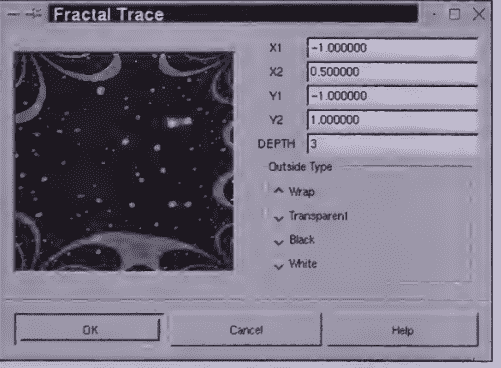 Fractal Trace
X1 -1.000000
X2 0.500000
Y1 -1.000000
Y2 1.000000
DEPTH 3
Outside Type
Wrap
Transparent
Black
White
OK Cancel Help